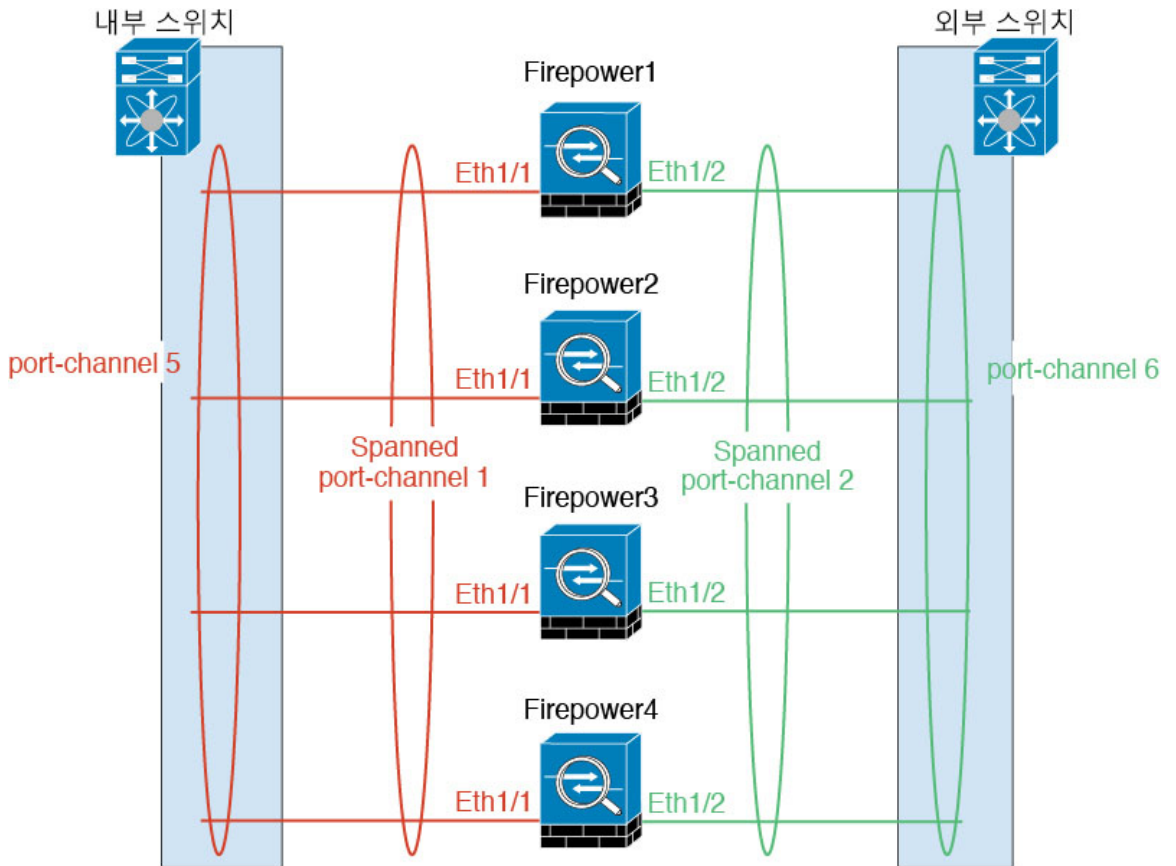 내부 스위치
외부 스위치
Firepower1
Eth1/1
Eth1/2
Firepower2
port-channel 5
Eth1/1
Eth1/2
port-channel 6
Spanned
port-channel 1
Spanned
port-channel 2
Firepower3
Eth1/1
Eth1/2
Firepower4
Eth1/1
Eth1/2